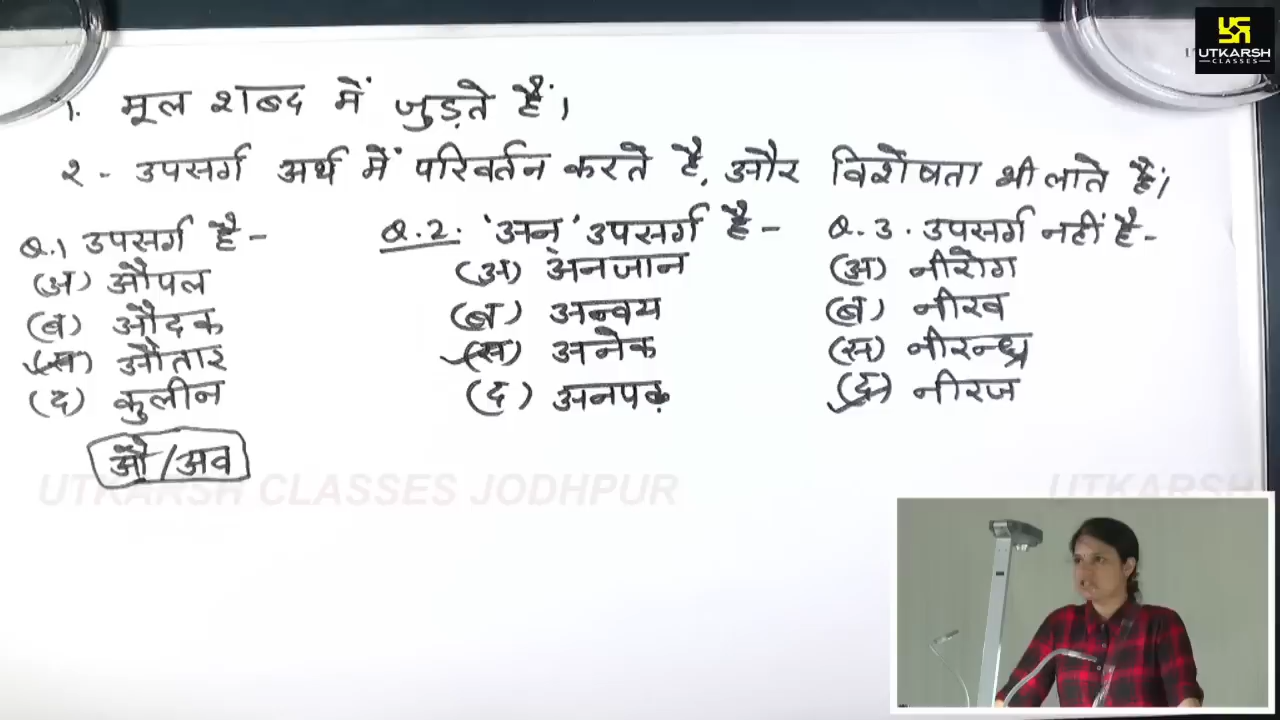 UTKARSH
CLASSES
1. मूल शब्द में जुड़ते हैं।
२- उपसर्ग अर्थ में परिवर्तन करते है, और विशेषता भी लाते है।
Q.1 उपसर्ग है -
(अ) औपल
(ब) औदक
(स) औतार
(द) कुलीन
औ/अव
Q.2. 'अन्' उपसर्ग है -
(अ) अनजान
(ब) अन्वय
(स) अनेक
(द) अनपढ़
Q.3. उपसर्ग नहीं है -
(अ) नीरोग
(ब) नीरव
(स) नीरन्ध्र
(द) नीरज
UTKARSH CLASSES JODHPUR
UTKARSH